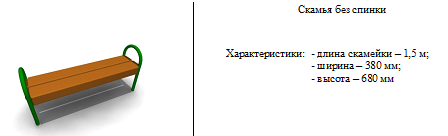 Скамья без спинки
Характеристики: - длина скамейки – 1,5 м;
- ширина – 380 мм;
- высота – 680 мм